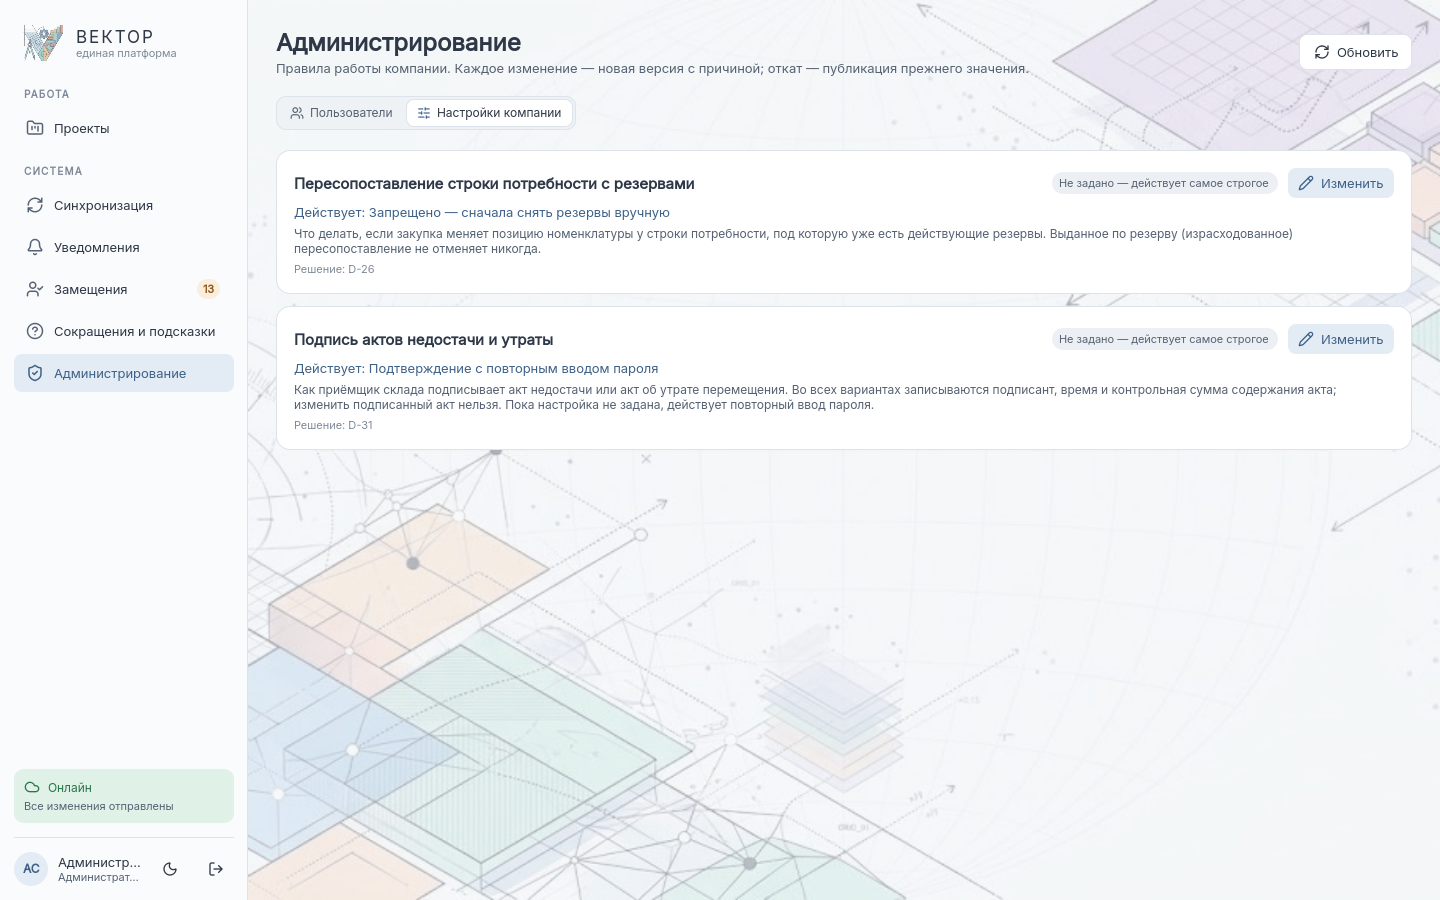 ВЕКТОР
единая платформа
РАБОТА
Проекты
СИСТЕМА
Синхронизация
Уведомления
Замещения
13
Сокращения и подсказки
Администрирование
Онлайн
Все изменения отправлены
АС
Администр...
Администрат...
Администрирование
Правила работы компании. Каждое изменение — новая версия с причиной; откат — публикация прежнего значения.
Обновить
Пользователи
Настройки компании
Пересопоставление строки потребности с резервами
Не задано — действует самое строгое
Изменить
Действует: Запрещено — сначала снять резервы вручную
Что делать, если закупка меняет позицию номенклатуры у строки потребности, под которую уже есть действующие резервы. Выданное по резерву (израсходованное)
пересопоставление не отменяет никогда.
Решение: D-26
Подпись актов недостачи и утраты
Не задано — действует самое строгое
Изменить
Действует: Подтверждение с повторным вводом пароля
Как приёмщик склада подписывает акт недостачи или акт об утрате перемещения. Во всех вариантах записываются подписант, время и контрольная сумма содержания акта;
изменить подписанный акт нельзя. Пока настройка не задана, действует повторный ввод пароля.
Решение: D-31